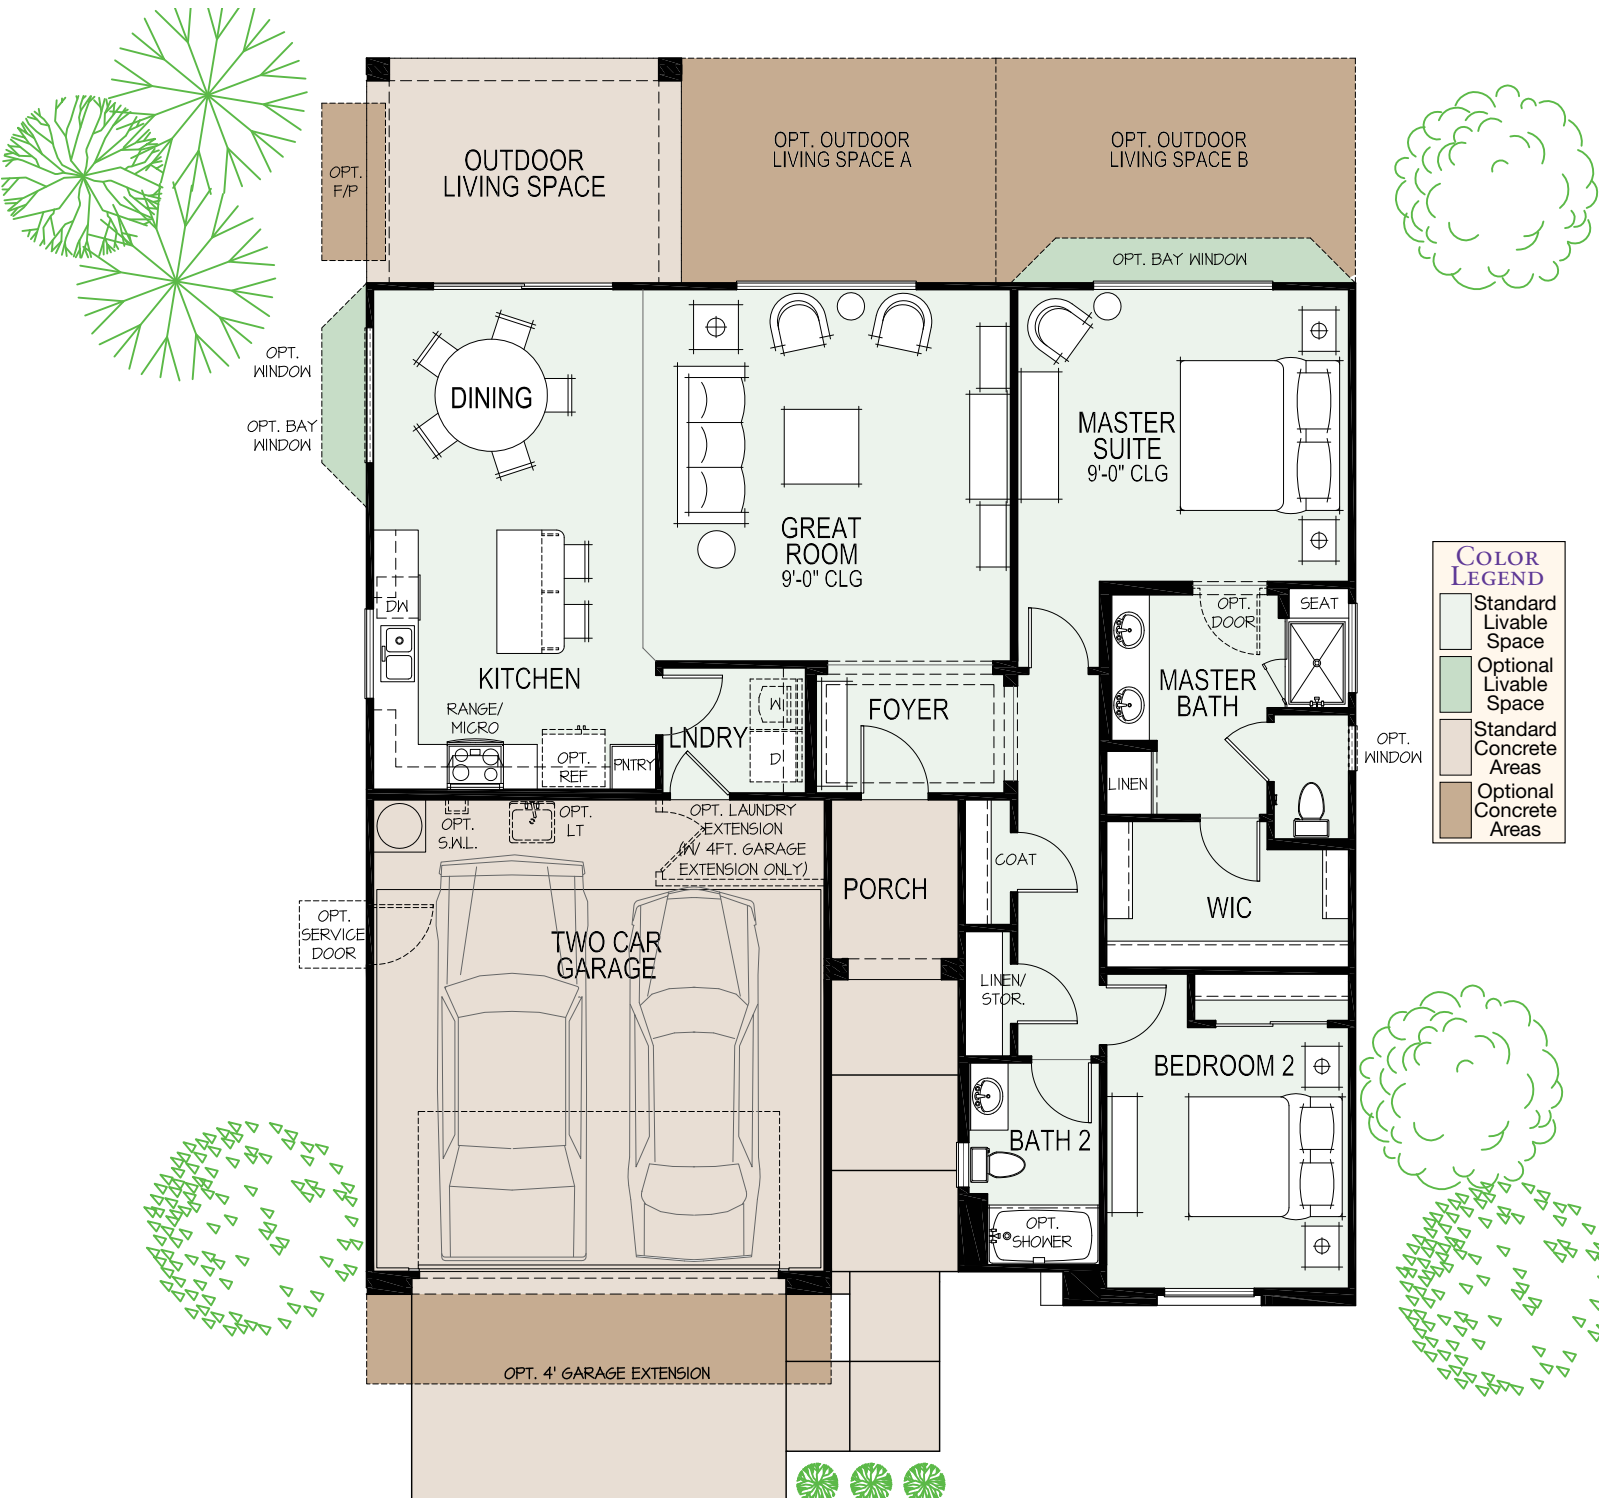 OUTDOOR
LIVING SPACE
OPT. OUTDOOR
LIVING SPACE A
OPT. OUTDOOR
LIVING SPACE B
OPT.
F/P
OPT. BAY WINDOW
OPT.
WINDOW
OPT. BAY
WINDOW
DINING
MASTER
SUITE
9'-0" CLG
GREAT
ROOM
9'-0" CLG
DW
KITCHEN
RANGE/
MICRO
OPT.
REF
PNTRY
LNDRY
W
D
FOYER
OPT.
DOOR
SEAT
MASTER
BATH
LINEN
OPT.
WINDOW
COLOR
LEGEND
Standard
Livable
Space
Optional
Livable
Space
Standard
Concrete
Areas
Optional
Concrete
Areas
OPT.
S.W.L.
OPT.
LT
OPT. LAUNDRY
EXTENSION
(W/ 4FT. GARAGE
EXTENSION ONLY)
COAT
PORCH
WIC
OPT.
SERVICE
DOOR
TWO CAR
GARAGE
LINEN/
STOR.
BEDROOM 2
BATH 2
OPT.
SHOWER
OPT. 4' GARAGE EXTENSION